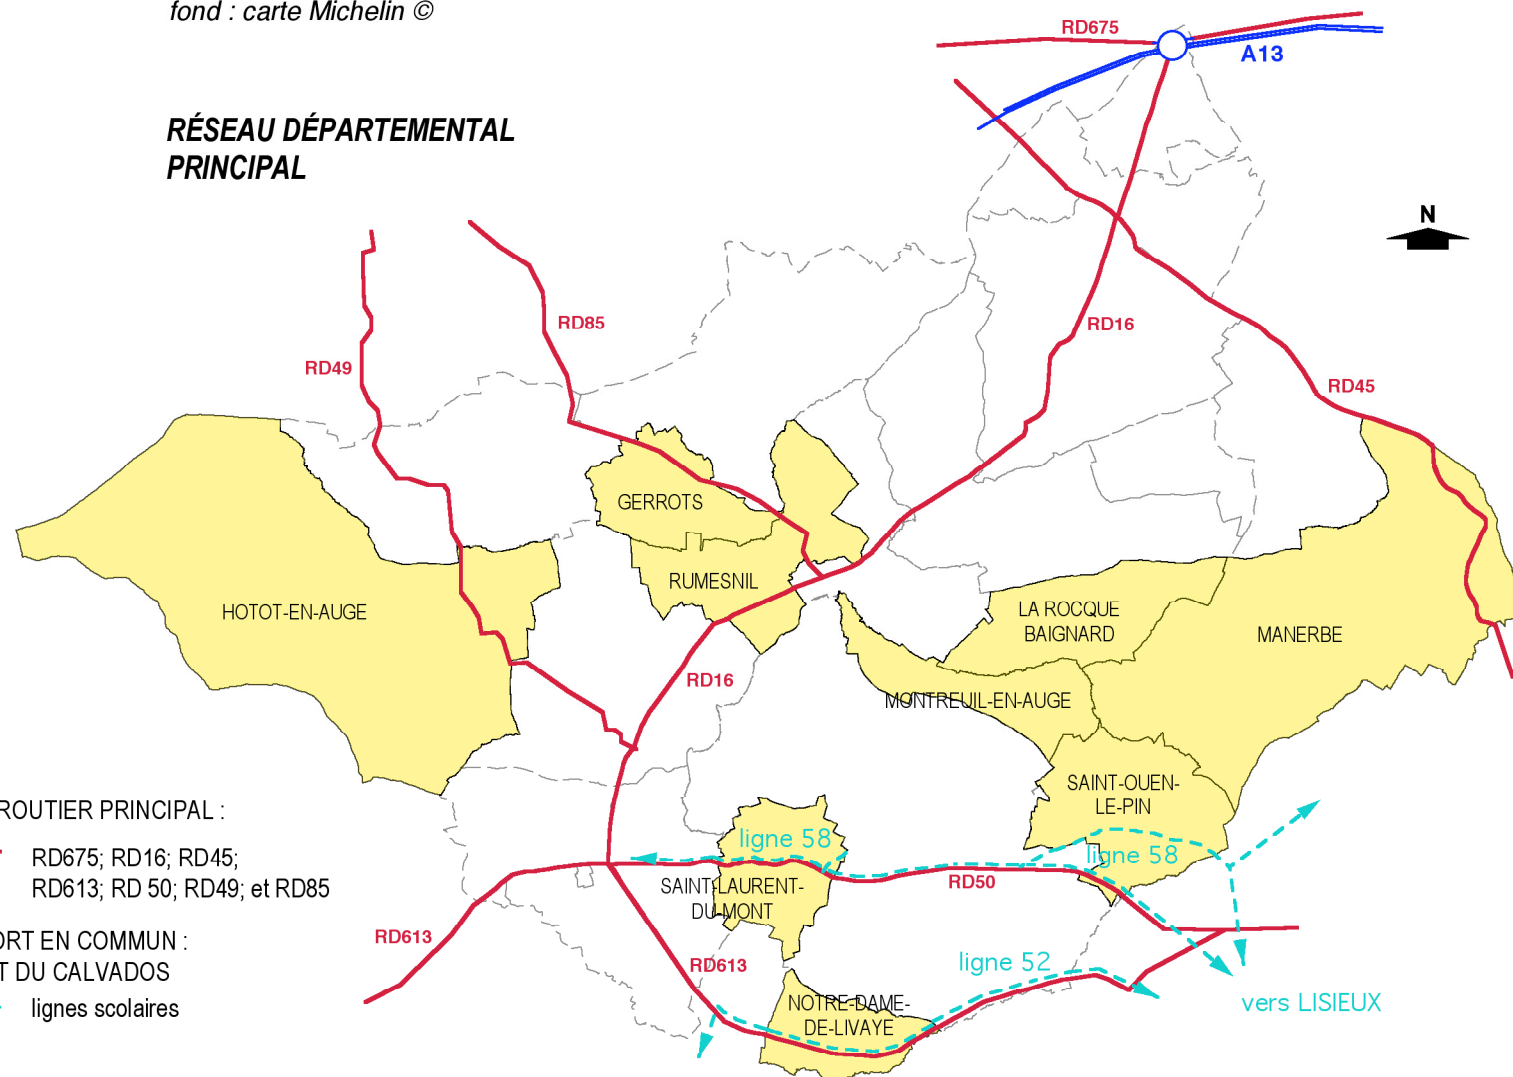 fond : carte Michelin ©
RÉSEAU DÉPARTEMENTAL
PRINCIPAL
RD675
A13
N
RD85
RD16
RD49
RD45
GERROTS
RUMESNIL
HOTOT-EN-AUGE
LA ROCQUE
BAIGNARD
MANERBE
RD16
MONTREUIL-EN-AUGE
SAINT-OUEN-
LE-PIN
ROUTIER PRINCIPAL :
RD675; RD16; RD45;
RD613; RD 50; RD49; et RD85
ligne 58
ligne 58
RD50
SAINT-LAURENT-
DU-MONT
RD613
ORT EN COMMUN :
T DU CALVADOS
lignes scolaires
RD613
ligne 52
NOTRE-DAME-
DE-LIVAYE
vers LISIEUX